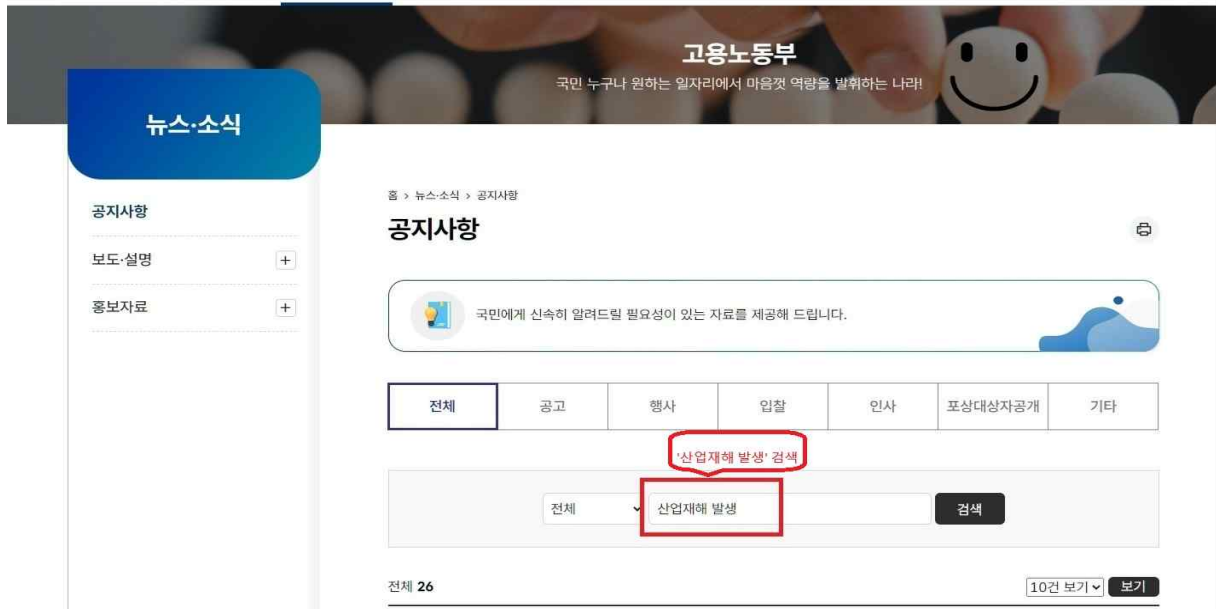 고용노동부
국민 누구나 원하는 일자리에서 마음껏 역량을 발휘하는 나라!
뉴스·소식
공지사항
보도·설명
홍보자료
홈 > 뉴스·소식 > 공지사항
공지사항
국민에게 신속히 알려드릴 필요성이 있는 자료를 제공해 드립니다.
전체 공고 행사 입찰 인사 포상대상자공개 기타
'산업재해 발생' 검색
전체 산업재해 발생 검색
전체 26 10건 보기 보기